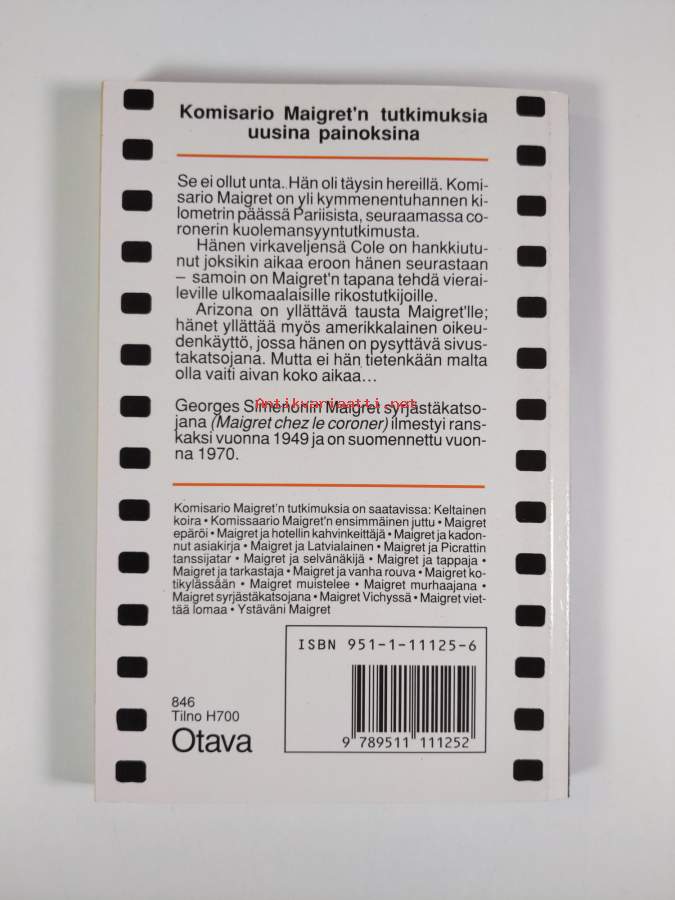 Komisario Maigret'n tutkimuksia
uusina painoksina
Se ei ollut unta. Hän oli täysin hereillä. Komi-
sario Maigret on yli kymmenentuhannen ki-
lometrin päässä Pariisista, seuraamassa co-
ronerin kuolemansyyntutkimusta.
Hänen virkaveljensä Cole on hankkiutu-
nut joksikin aikaa eroon hänen seurastaan
– samoin on Maigret'n tapana tehdä vierai-
leville ulkomaalaisille rikostutkijoille.
Arizona on yllättävä tausta Maigret'lle;
hänet yllättää myös amerikkalainen oikeu-
denkäyttö, jossa hänen on pysyttävä sivus-
takatsojana. Mutta ei hän tietenkään malta
olla vaiti aivan koko aikaa…
Antikvariaatti.net
Georges Simenonin Maigret syrjästäkatso-
jana (Maigret chez le coroner) ilmestyi rans-
kaksi vuonna 1949 ja on suomennettu vuon-
na 1970.
Komisario Maigret'n tutkimuksia on saatavissa: Keltainen
koira • Komissaario Maigret'n ensimmäinen juttu • Maigret
epäröi • Maigret ja hotellin kahvinkeittäjä • Maigret ja kadon-
nut asiakirja • Maigret ja Latvialainen • Maigret ja Picrattin
tanssijatar • Maigret ja selvänäkijä • Maigret ja tappaja •
Maigret ja tarkastaja • Maigret ja vanha rouva • Maigret ko-
tikylässään • Maigret muistelee • Maigret murhaajana •
Maigret syrjästäkatsojana • Maigret Vichyssä • Maigret viet-
tää lomaa • Ystäväni Maigret
ISBN 951-1-11125-6
846
Tilno H700
Otava
9 789511 111252